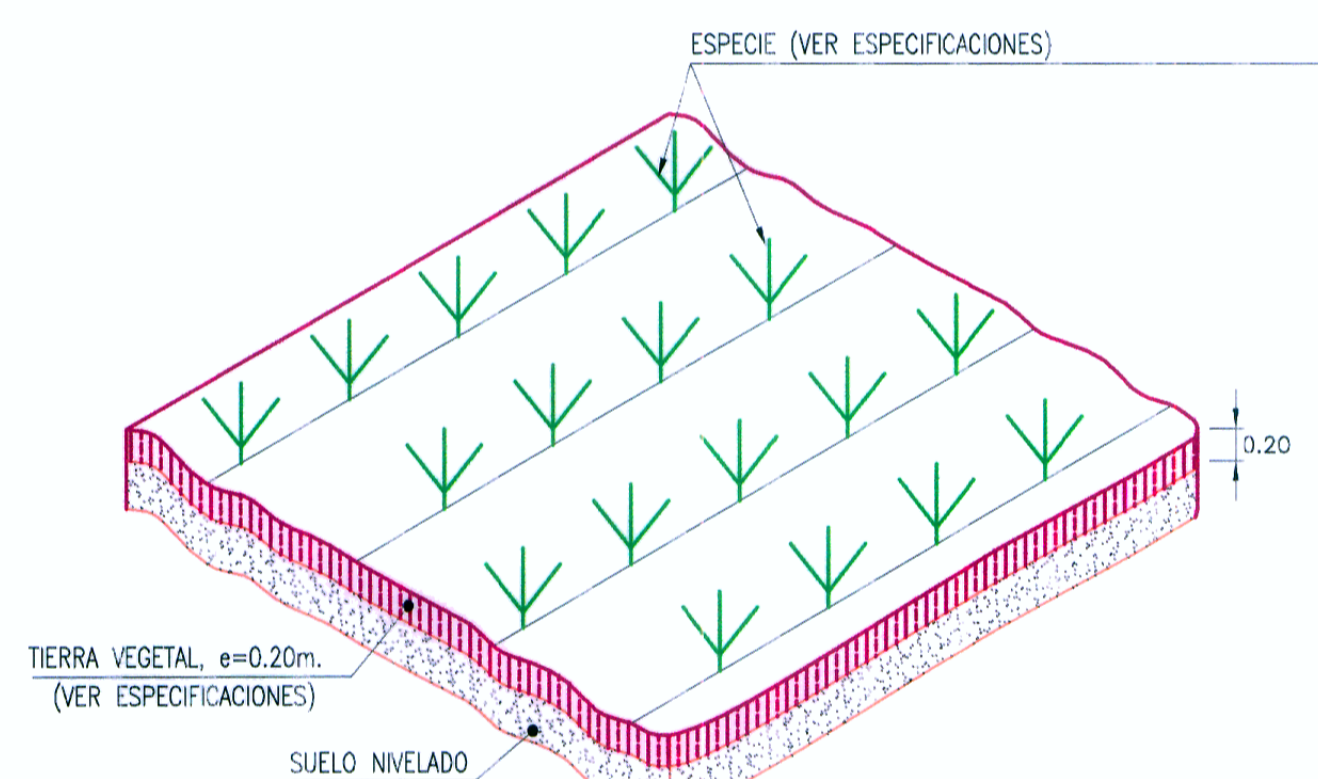 ESPECIE (VER ESPECIFICACIONES)
0.20
TIERRA VEGETAL, e=0.20m.
(VER ESPECIFICACIONES)
SUELO NIVELADO